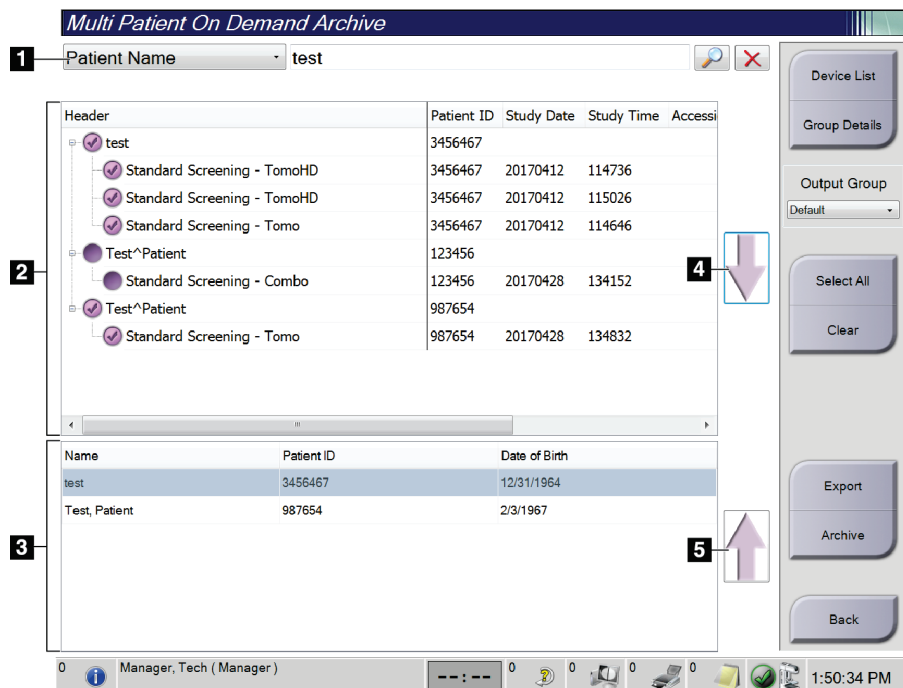 Multi Patient On Demand Archive
1 Patient Name test
Device List
Group Details
Output Group
Default
Select All
Clear
Export
Archive
Back
2
Header Patient ID Study Date Study Time Accessi
test 3456467
Standard Screening - TomoHD 3456467 20170412 114736
Standard Screening - TomoHD 3456467 20170412 115026
Standard Screening - Tomo 3456467 20170412 114646
Test^Patient 123456
Standard Screening - Combo 123456 20170428 134152
Test^Patient 987654
Standard Screening - Tomo 987654 20170428 134832
4
3
Name Patient ID Date of Birth
test 3456467 12/31/1964
Test, Patient 987654 2/3/1967
5
0 Manager, Tech ( Manager ) --:-- 0 0 0 0 1:50:34 PM